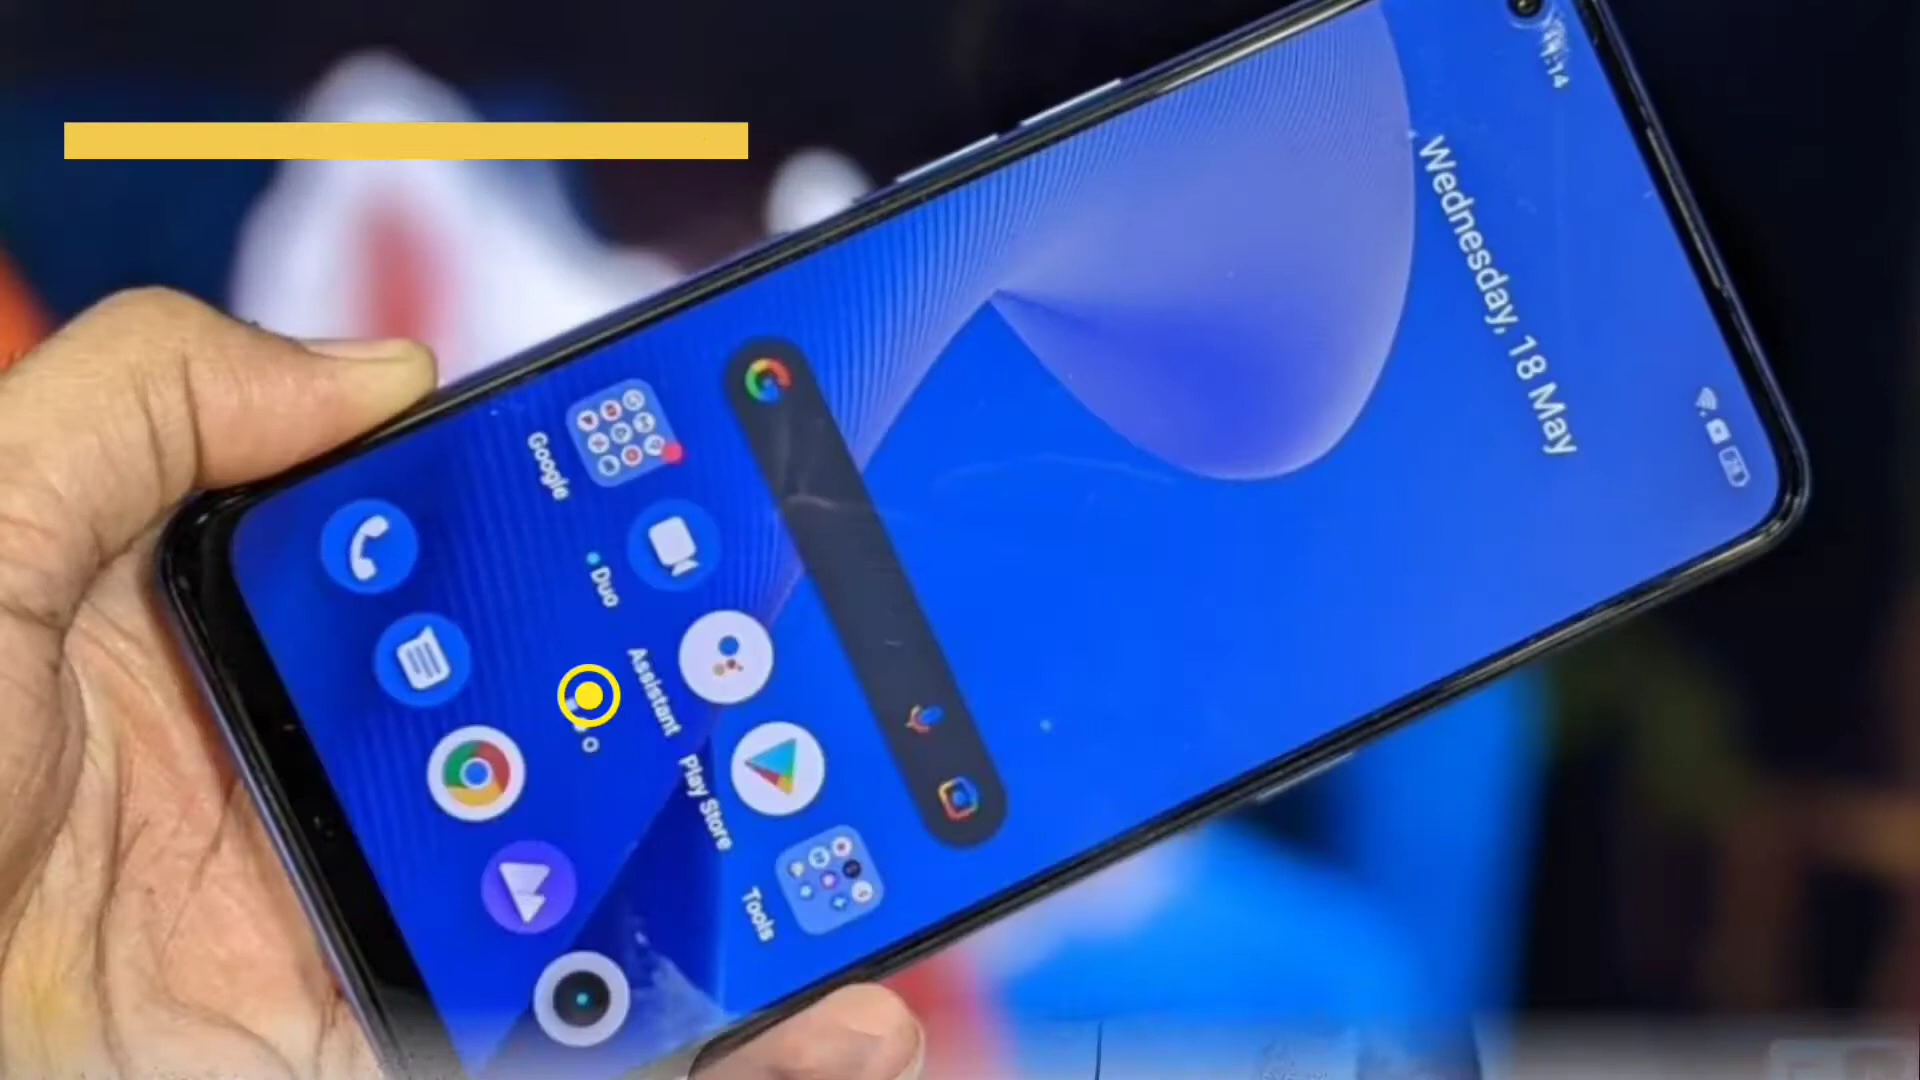 Wednesday, 18 May
Google
Duo
Assistant
Play Store
Tools